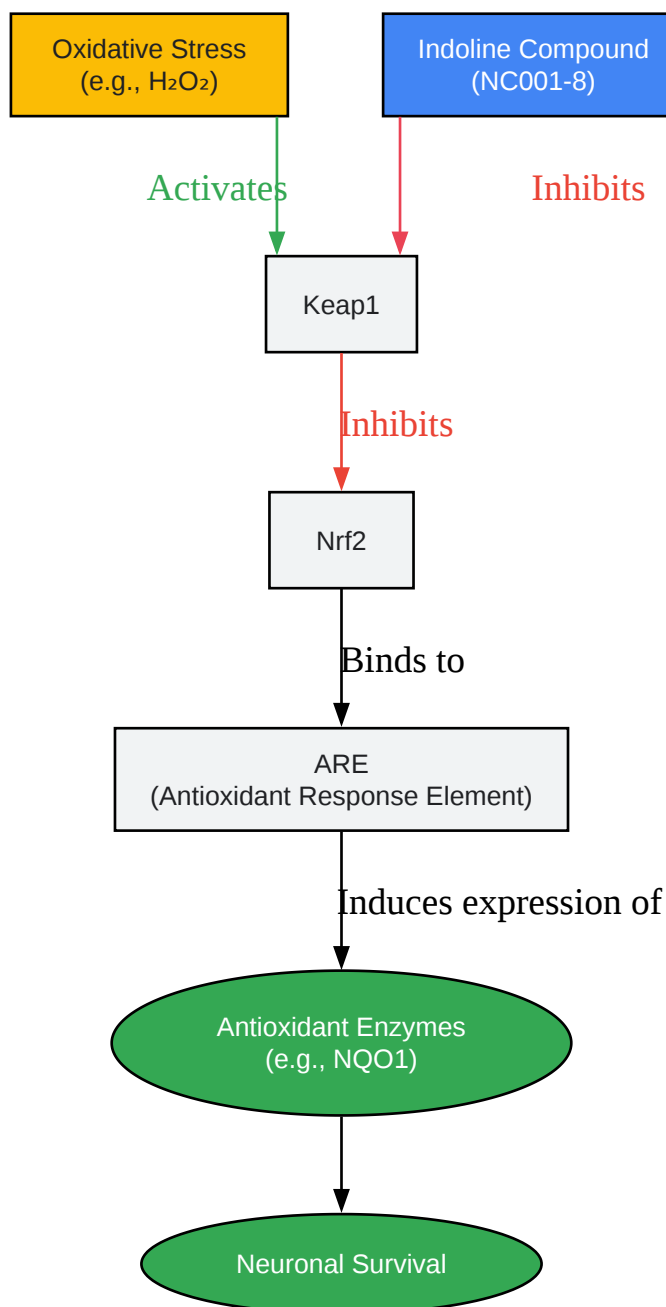 Oxidative Stress
(e.g., H₂O₂)
Indoline Compound
(NC001-8)
Activates
Inhibits
Keap1
Inhibits
Nrf2
Binds to
ARE
(Antioxidant Response Element)
Induces expression of
Antioxidant Enzymes
(e.g., NQO1)
Neuronal Survival